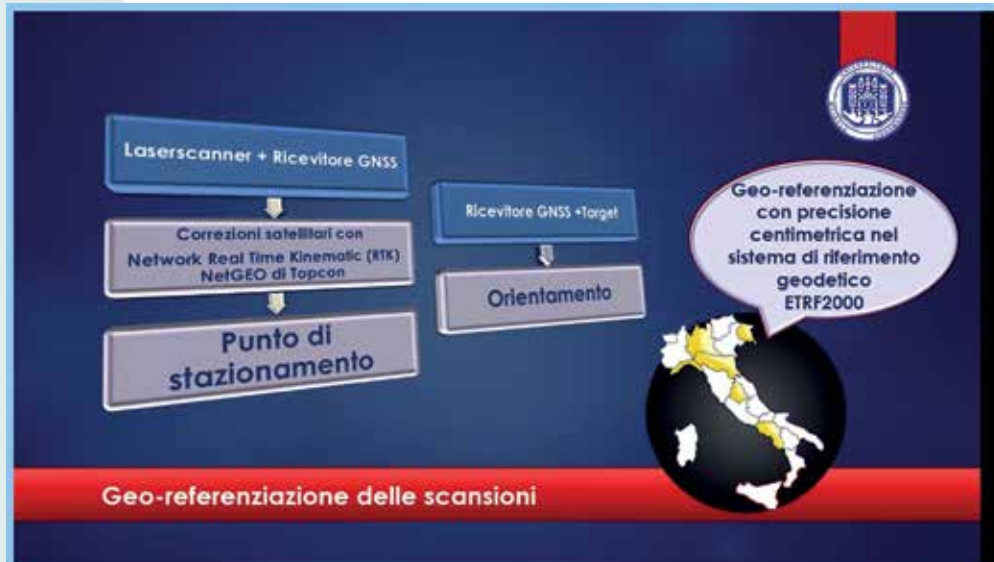 Laserscanner + Ricevitore GNSS
Correzioni satellitari con
Network Real Time Kinematic (RTK)
NetGEO di Topcon
Punto di
stazionamento
Ricevitore GNSS +Target
Orientamento
Geo-referenziazione
con precisione
centimetrica nel
sistema di riferimento
geodetico
ETRF2000
Geo-referenziazione delle scansioni